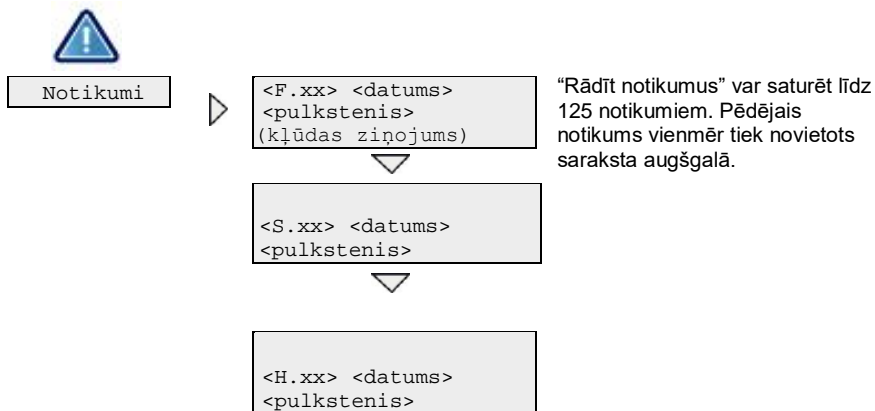 Notikumi
<F.xx> <datums>
<pulkstenis>
(kļūdas ziņojums)
“Rādīt notikumus” var saturēt līdz
125 notikumiem. Pēdējais
notikums vienmēr tiek novietots
saraksta augšgalā.
<S.xx> <datums>
<pulkstenis>
<H.xx> <datums>
<pulkstenis>